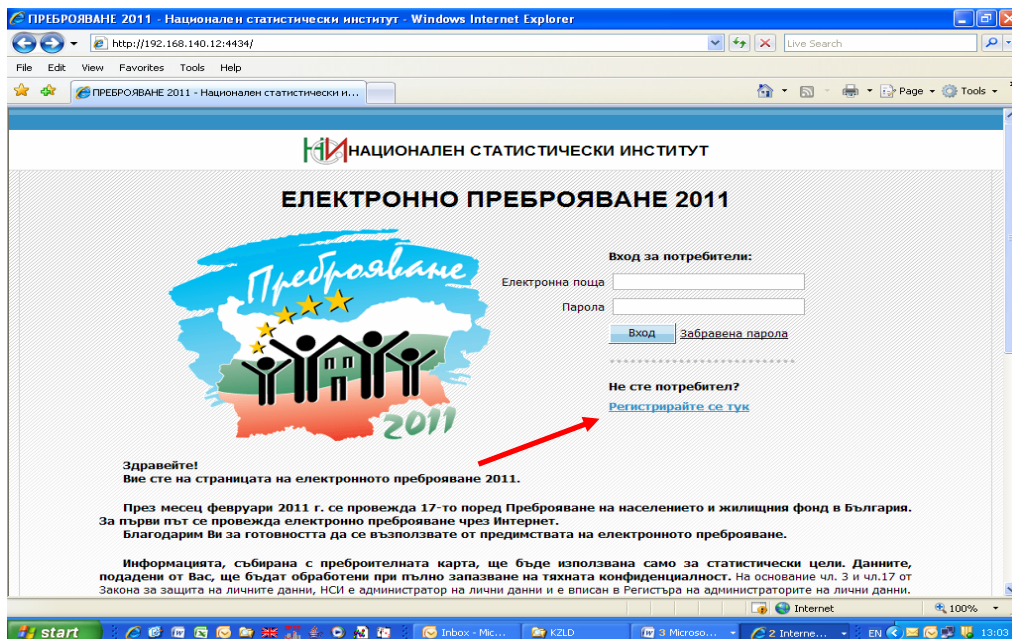 ПРЕБРОЯВАНЕ 2011 - Национален статистически институт - Windows Internet Explorer
http://192.168.140.12:4434/
Live Search
File Edit View Favorites Tools Help
ПРЕБРОЯВАНЕ 2011 - Национален статистически и...
Page Tools
НАЦИОНАЛЕН СТАТИСТИЧЕСКИ ИНСТИТУТ
ЕЛЕКТРОННО ПРЕБРОЯВАНЕ 2011
Преброяване
2011
Вход за потребители:
Електронна поща
Парола
Вход Забравена парола
Не сте потребител?
Регистрирайте се тук
Здравейте!
Вие сте на страницата на електронното преброяване 2011.
През месец февруари 2011 г. се провежда 17-то поред Преброяване на населението и жилищния фонд в България.
За първи път се провежда електронно преброяване чрез Интернет.
Благодарим Ви за готовността да се възползвате от предимствата на електронното преброяване.
Информацията, събирана с преброителната карта, ще бъде използвана само за статистически цели. Данните,
подадени от Вас, ще бъдат обработени при пълно запазване на тяхната конфиденциалност. На основание чл. 3 и чл.17 от
Закона за защита на личните данни, НСИ е администратор на лични данни и е вписан в Регистъра на администраторите на лични данни.
Internet 100%
start Inbox - Mic... KZLD 3 Microso... 2 Interne... EN 13:03